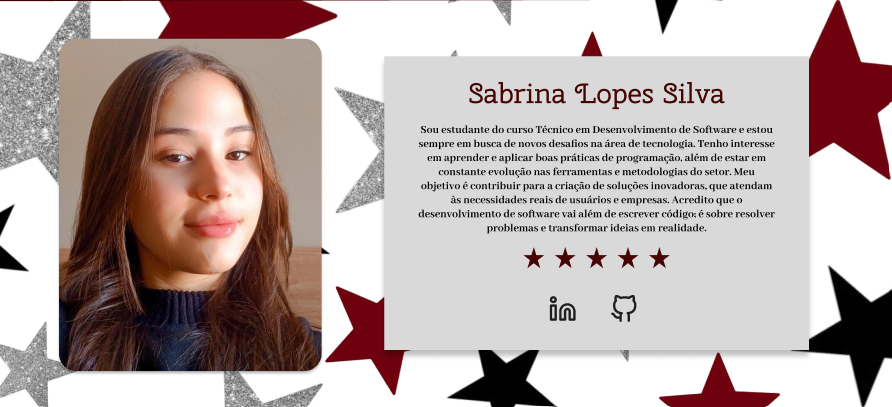 Sabrina Lopes Silva
Sou estudante do curso Técnico em Desenvolvimento de Software e estou
sempre em busca de novos desafios na área de tecnologia. Tenho interesse
em aprender e aplicar boas práticas de programação, além de estar em
constante evolução nas ferramentas e metodologias do setor. Meu
objetivo é contribuir para a criação de soluções inovadoras, que atendam
às necessidades reais de usuários e empresas. Acredito que o
desenvolvimento de software vai além de escrever código; é sobre resolver
problemas e transformar ideias em realidade.
in